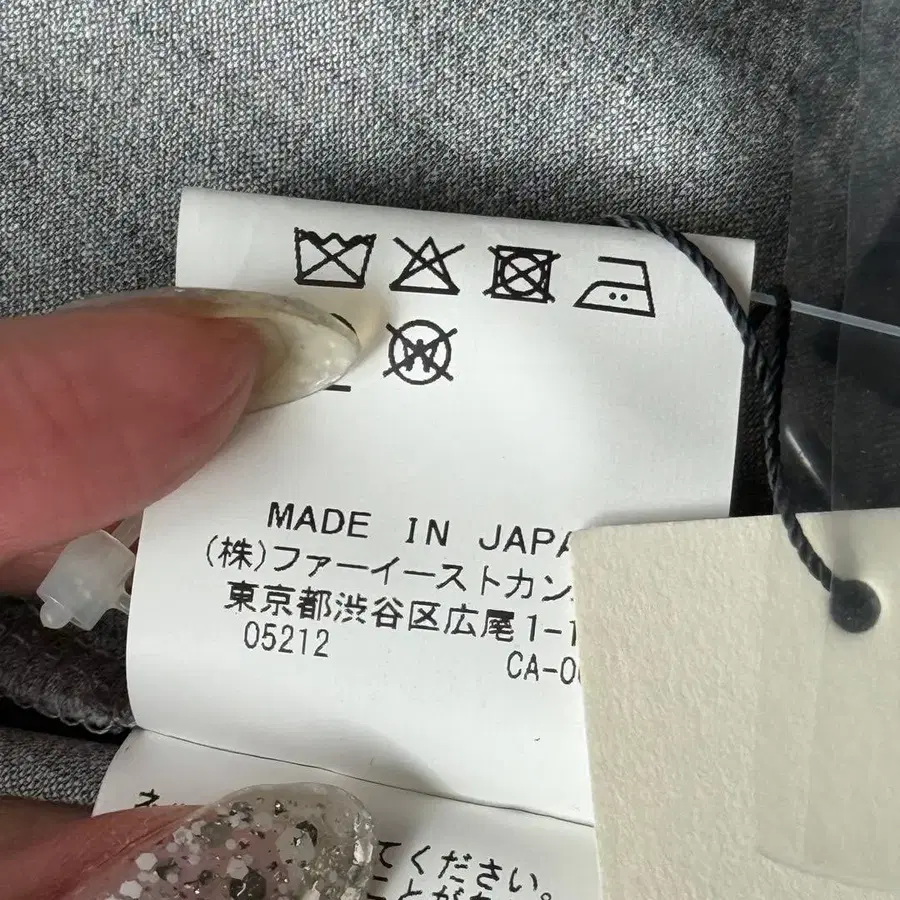 MADE IN JAPA
(株)ファーイーストカン
東京都渋谷区広尾1-1
05212
CA-0
てください。